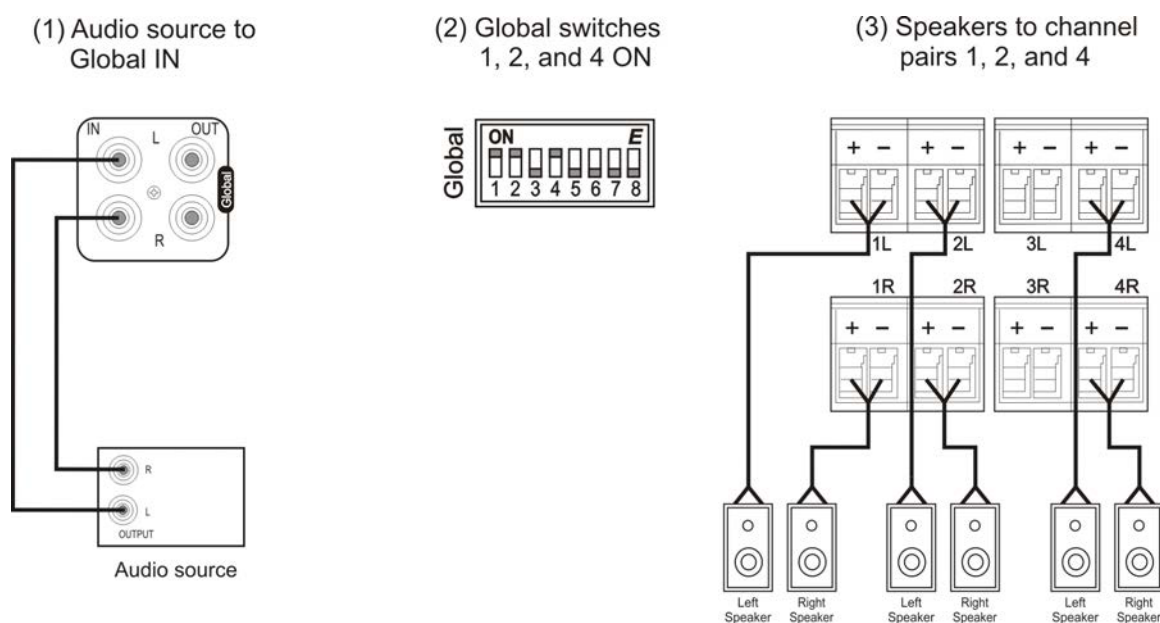 (1) Audio source to
Global IN
IN
L
OUT
Global
R
R
L
OUTPUT
Audio source
(2) Global switches
1, 2, and 4 ON
Global
ON
E
1 2 3 4 5 6 7 8
(3) Speakers to channel
pairs 1, 2, and 4
+ − + − + − + −
1L 2L 3L 4L
1R 2R 3R 4R
+ − + − + − + −
Left Right Left Right Left Right
Speaker Speaker Speaker Speaker Speaker Speaker